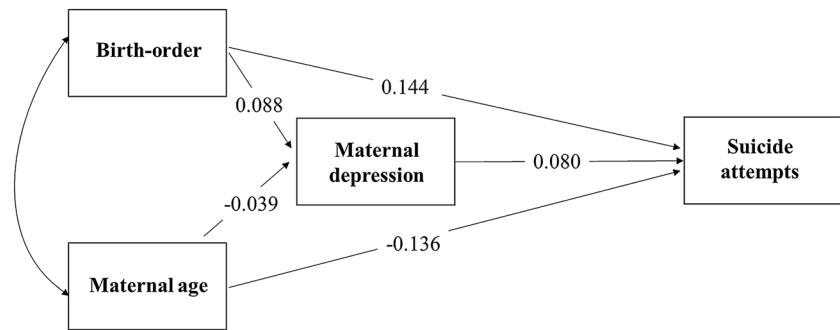 Birth-order
0.144
0.088
Maternal
depression
0.080
Suicide
attempts
-0.039
-0.136
Maternal age